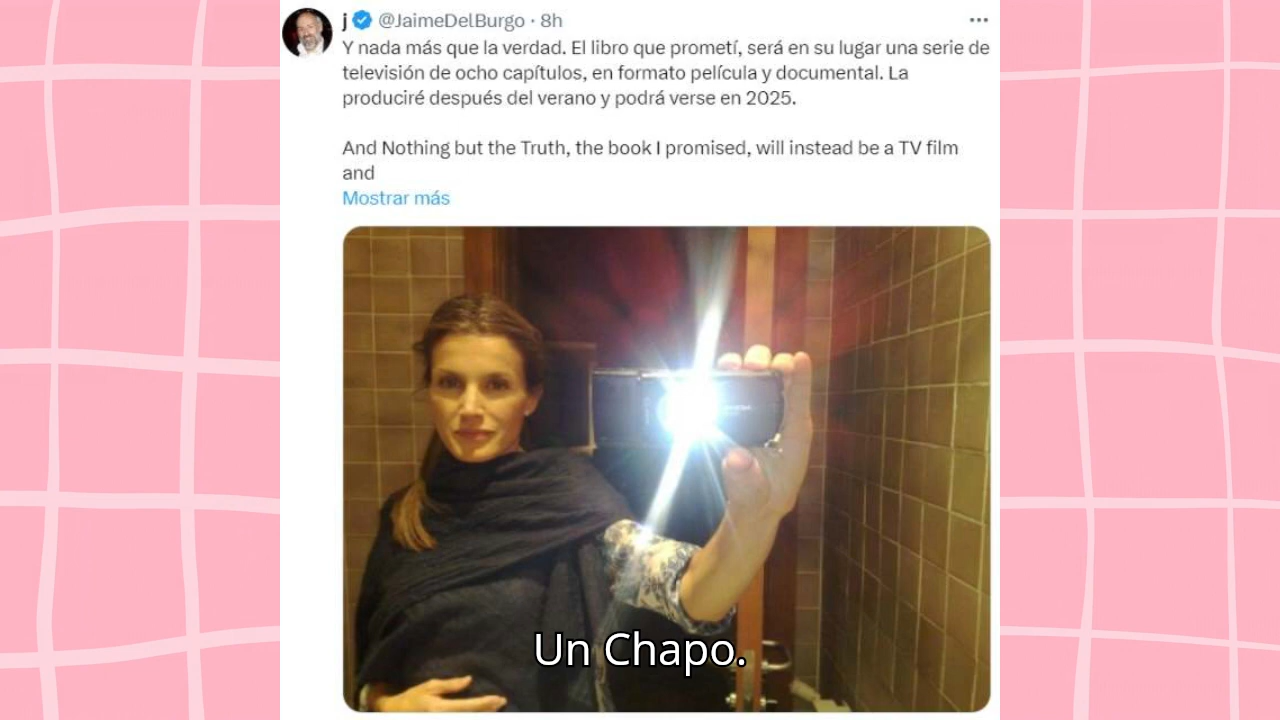 j @JaimeDelBurgo · 8h
Y nada más que la verdad. El libro que prometí, será en su lugar una serie de
televisión de ocho capítulos, en formato película y documental. La
produciré después del verano y podrá verse en 2025.
And Nothing but the Truth, the book I promised, will instead be a TV film
and
Mostrar más
Un Chapo.